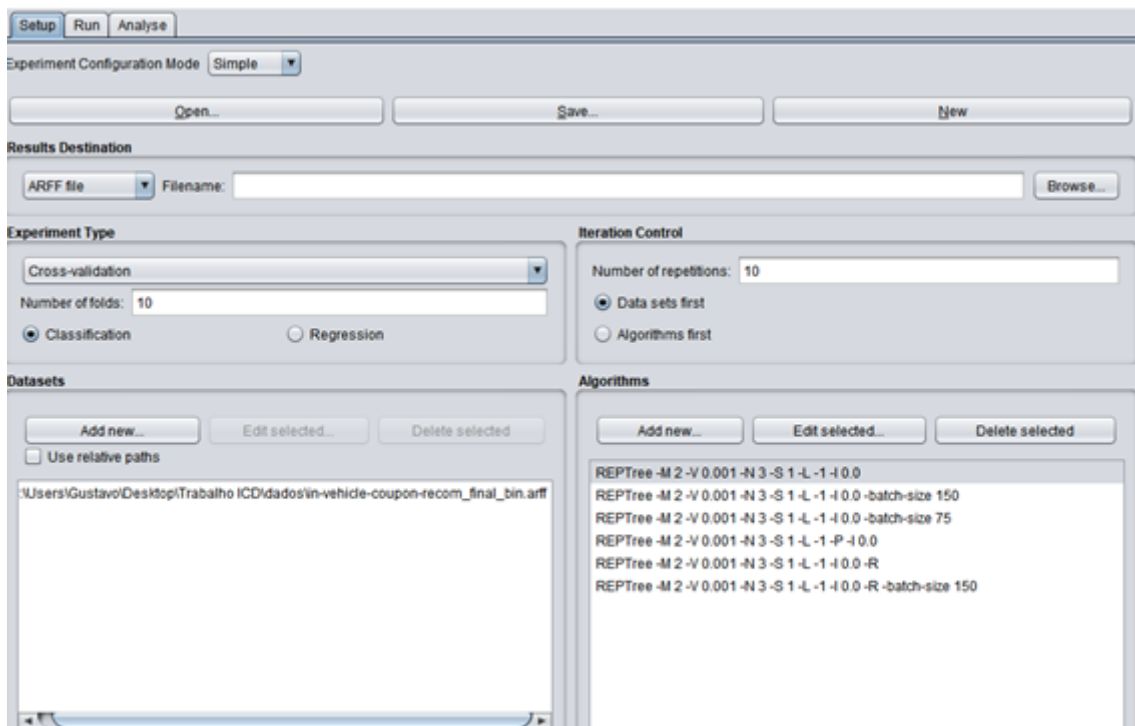 Setup Run Analyse
Experiment Configuration Mode Simple
Open... Save... New
Results Destination
ARFF file Filename: Browse...
Experiment Type
Cross-validation
Number of folds: 10
Classification Regression
Iteration Control
Number of repetitions: 10
Data sets first
Algorithms first
Datasets
Add new... Edit selected... Delete selected
Use relative paths
:\Users\Gustavo\Desktop\Trabalho ICD\dados\in-vehicle-coupon-recom_final_bin.arff
Algorithms
Add new... Edit selected... Delete selected
REPTree -M 2 -V 0.001 -N 3 -S 1 -L -1 -I 0.0
REPTree -M 2 -V 0.001 -N 3 -S 1 -L -1 -I 0.0 -batch-size 150
REPTree -M 2 -V 0.001 -N 3 -S 1 -L -1 -I 0.0 -batch-size 75
REPTree -M 2 -V 0.001 -N 3 -S 1 -L -1 -P -I 0.0
REPTree -M 2 -V 0.001 -N 3 -S 1 -L -1 -I 0.0 -R
REPTree -M 2 -V 0.001 -N 3 -S 1 -L -1 -I 0.0 -R -batch-size 150